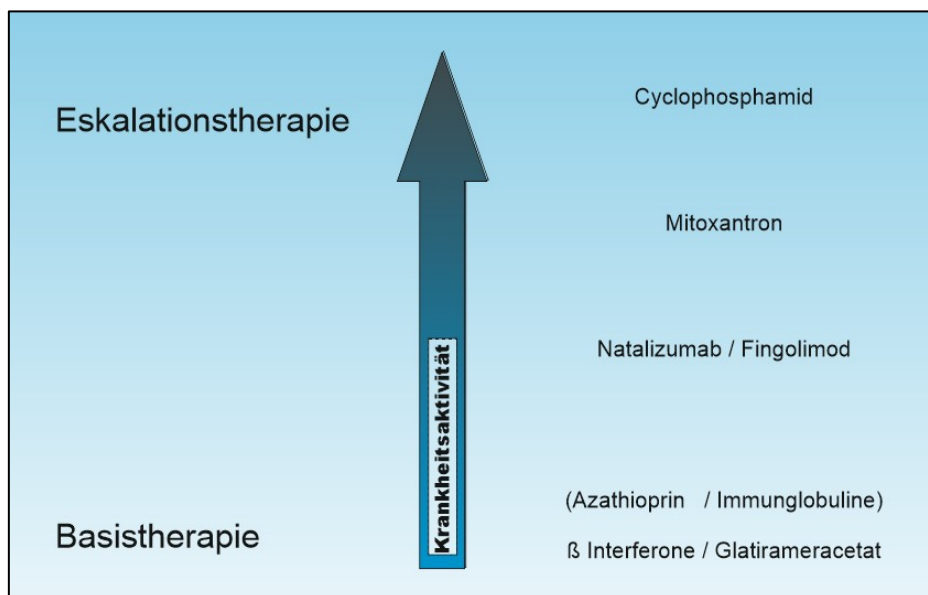 Eskalationstherapie
Cyclophosphamid
Mitoxantron
Natalizumab / Fingolimod
Krankheitsaktivität
(Azathioprin / Immunglobuline)
Basistherapie
ß Interferone / Glatirameracetat